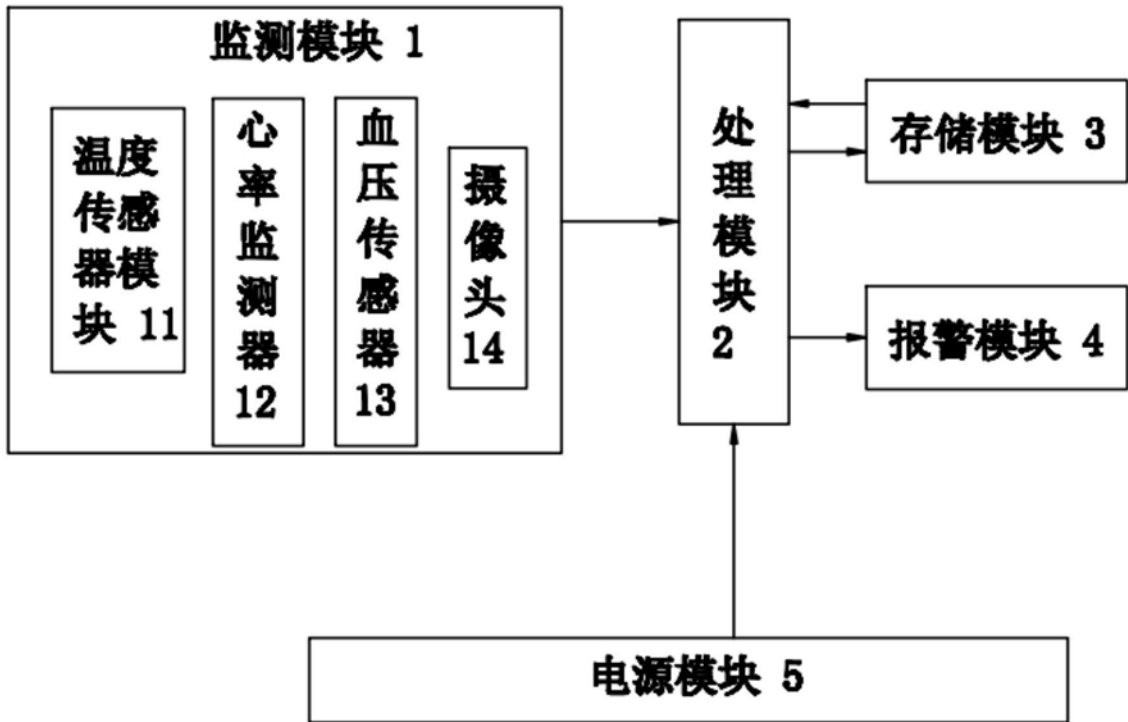 监测模块 1
温度
传感
器模
块 11
心
率
监
测
器
12
血
压
传
感
器
13
摄
像
头
14
处
理
模
块
2
存储模块 3
报警模块 4
电源模块 5